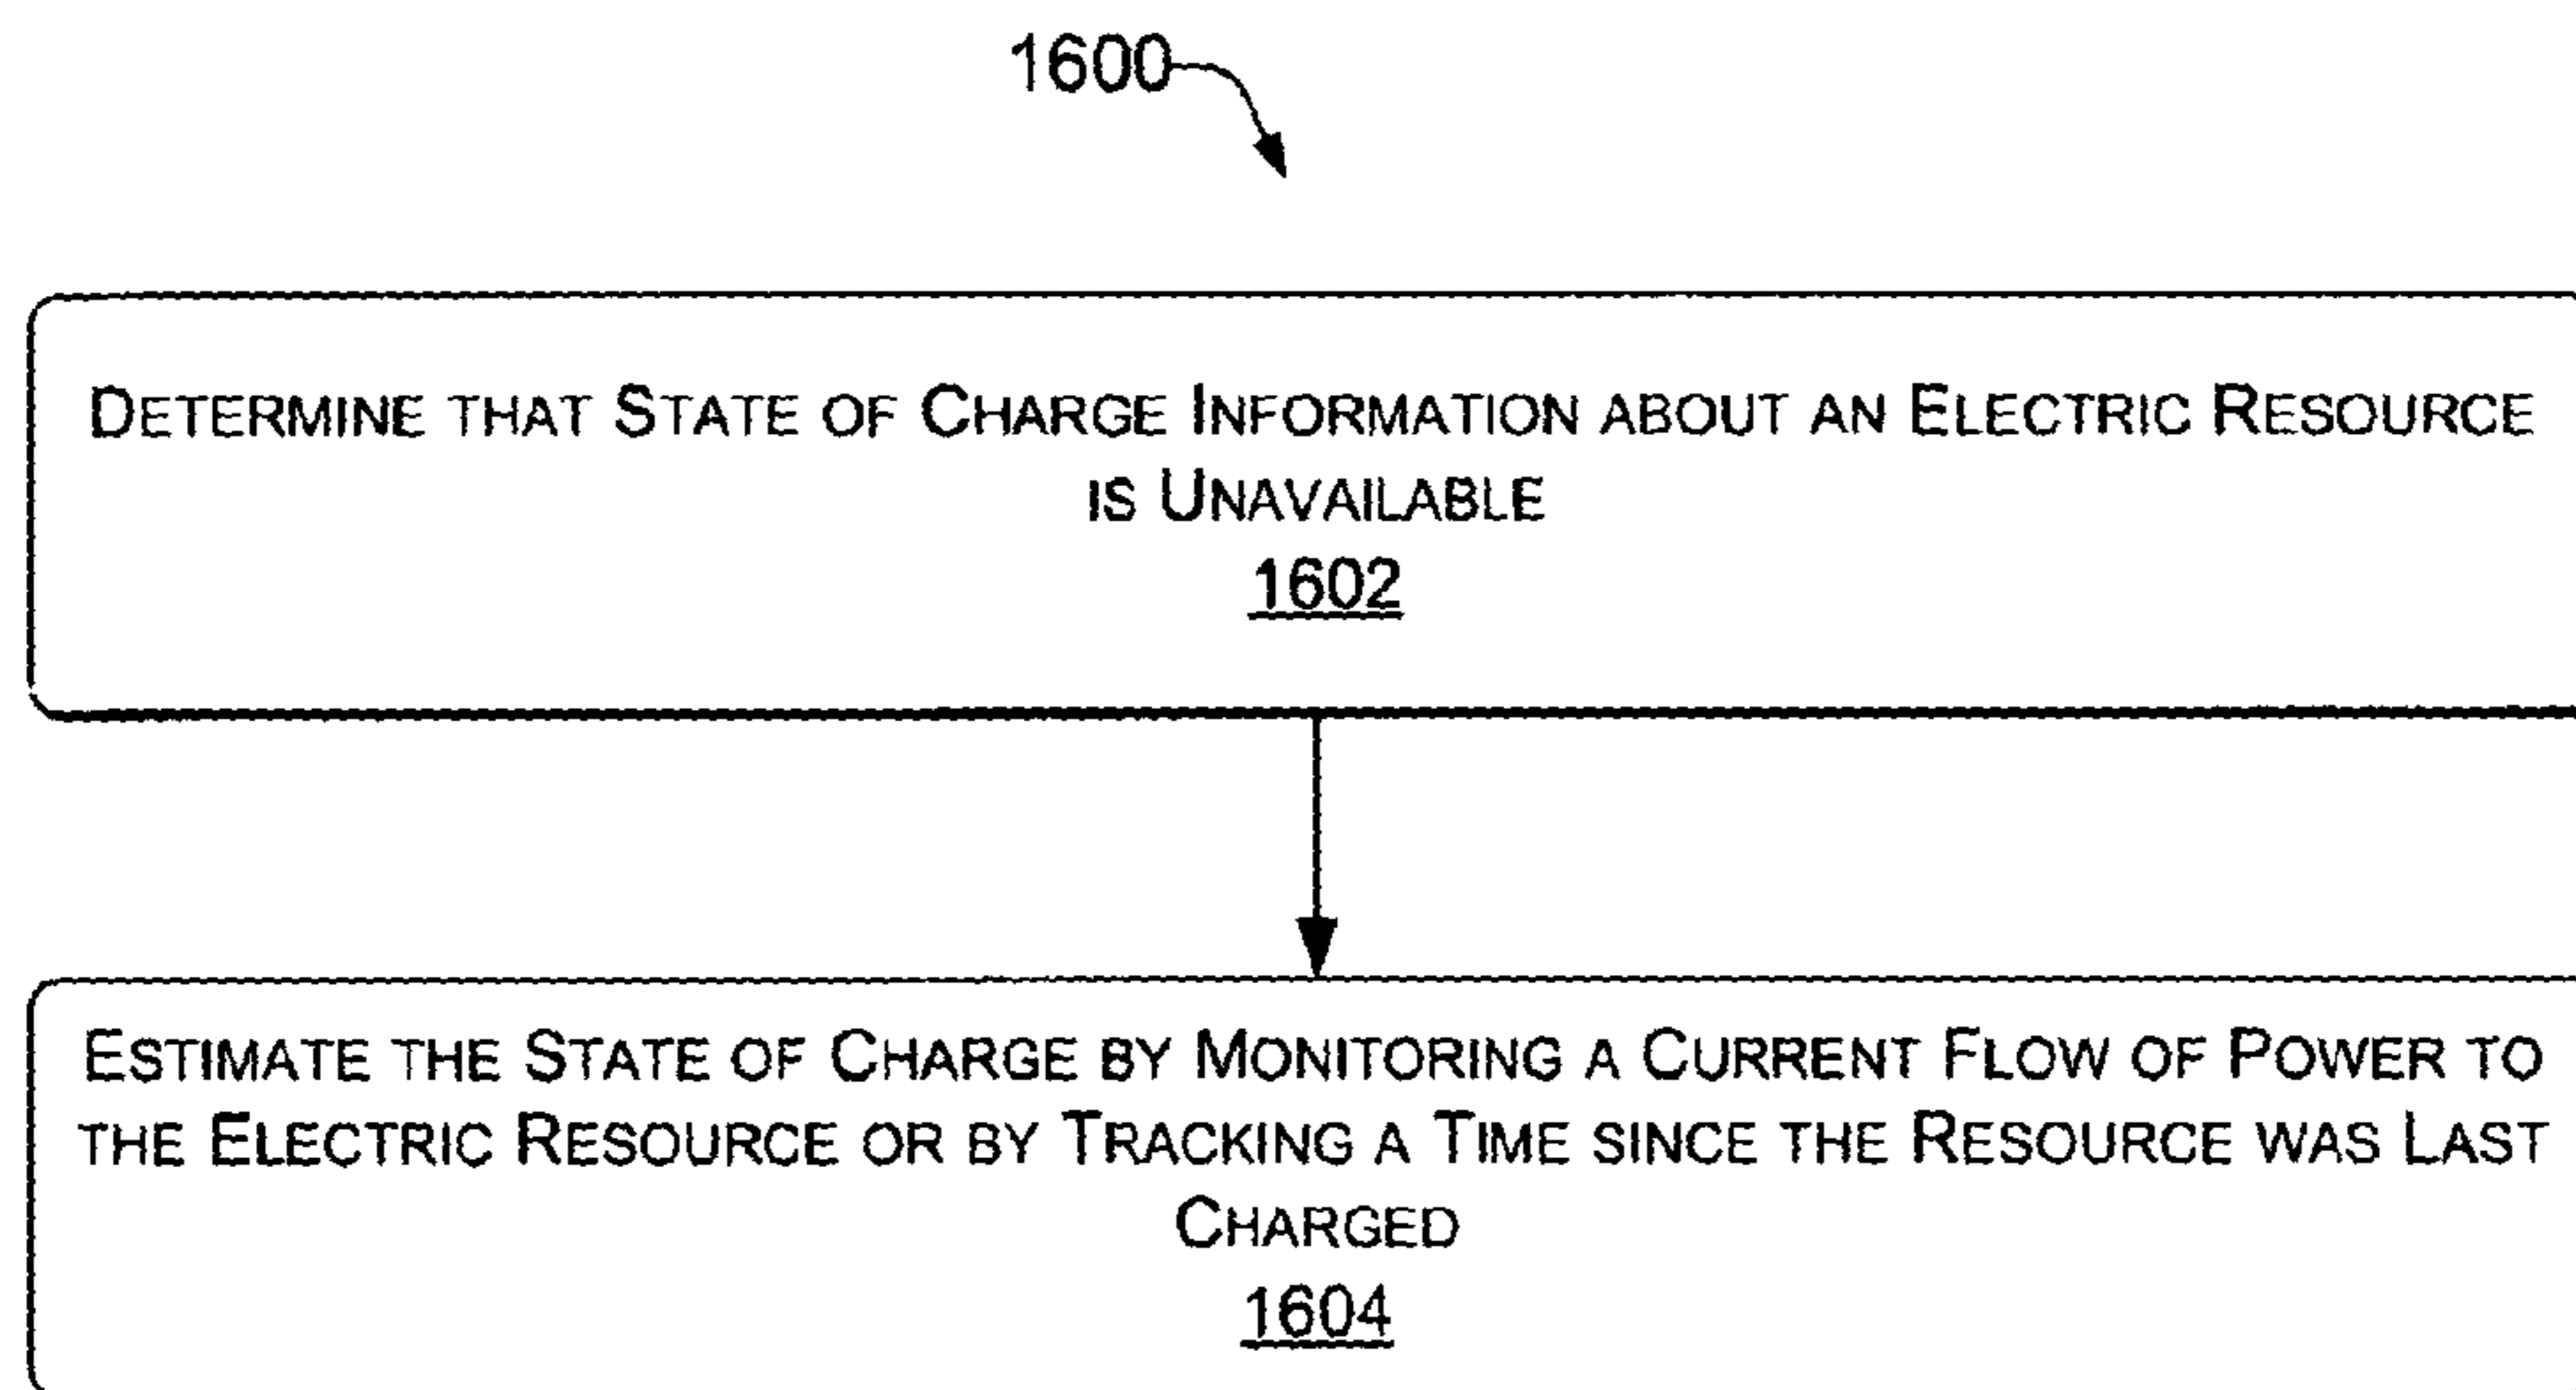 1600
DETERMINE THAT STATE OF CHARGE INFORMATION ABOUT AN ELECTRIC RESOURCE
IS UNAVAILABLE
1602
ESTIMATE THE STATE OF CHARGE BY MONITORING A CURRENT FLOW OF POWER TO
THE ELECTRIC RESOURCE OR BY TRACKING A TIME SINCE THE RESOURCE WAS LAST
CHARGED
1604